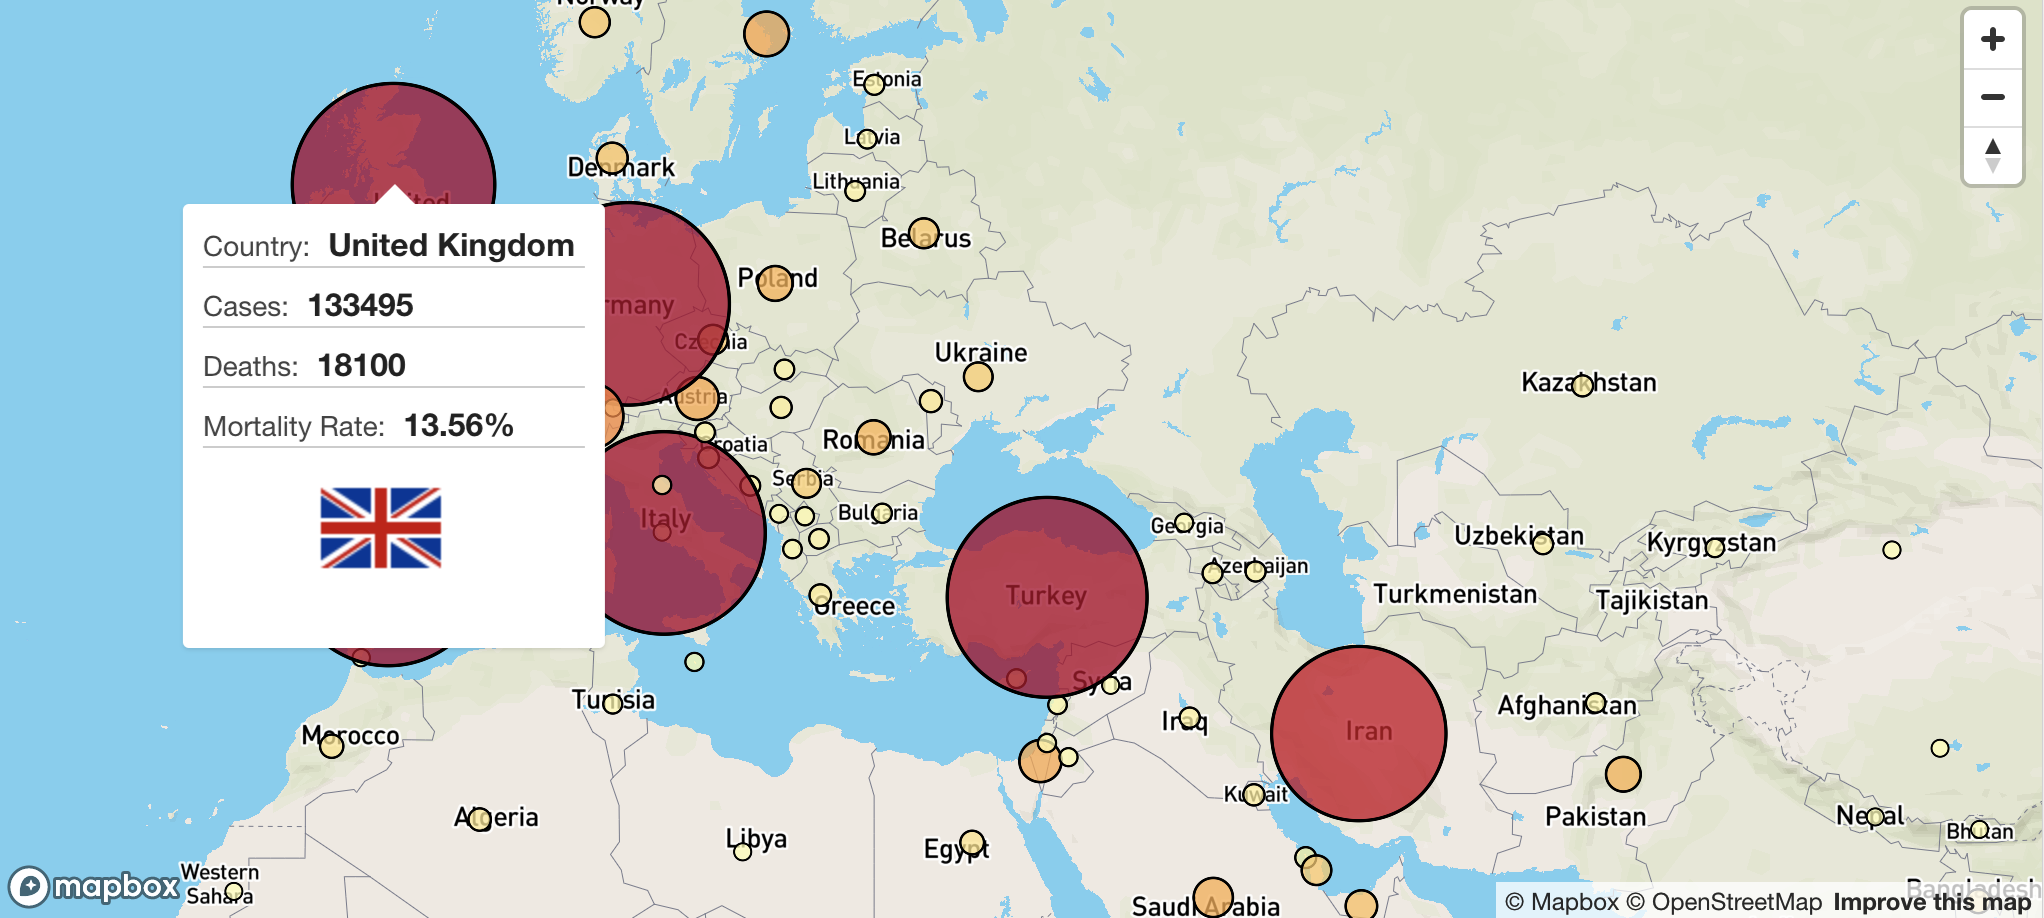 Norway
Estonia
Latvia
Denmark
Lithuania
United
Belarus
Country: United Kingdom
Poland
Cases: 133495
Czechia
Ukraine
Deaths: 18100
Kazakhstan
Austria
Mortality Rate: 13.56%
Croatia
Romania
Serbia
Italy
Bulgaria
Georgia
Uzbekistan
Kyrgyzstan
Azerbaijan
Turkey
Turkmenistan
Tajikistan
Greece
Syria
Tunisia
Afghanistan
Iraq
Iran
Morocco
Kuwait
Algeria
Pakistan
Nepal
Libya
Egypt
Bhutan
Western
Sahara
mapbox
Saudi Arabia
Bangladesh
© Mapbox © OpenStreetMap Improve this map